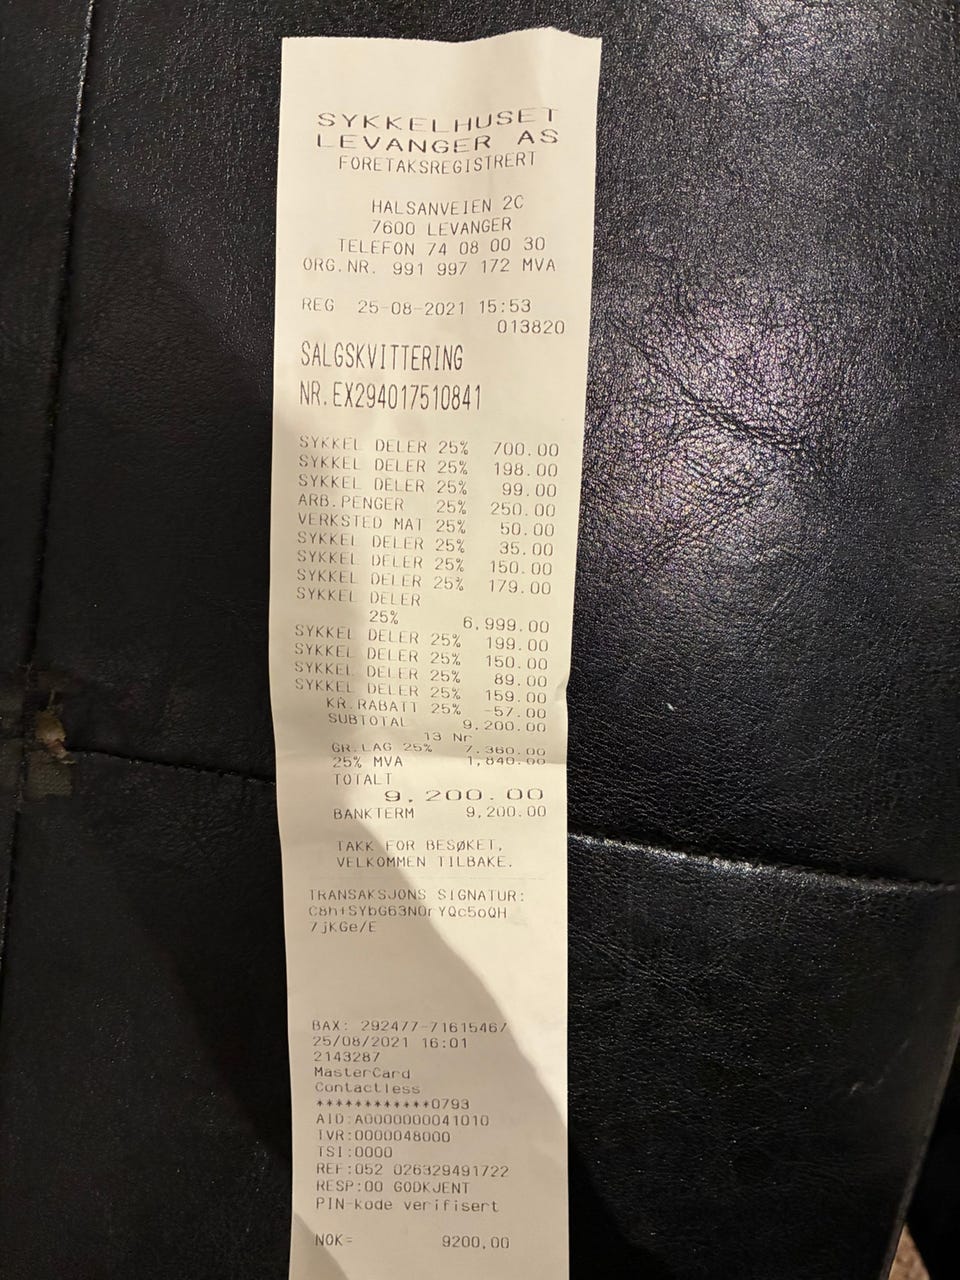 SYKKELHUSET
LEVANGER AS
FORETAKSREGISTRERT
HALSANVEIEN 2C
7600 LEVANGER
TELEFON 74 08 00 30
ORG.NR. 991 997 172 MVA
REG 25-08-2021 15:53
013820
SALGSKVITTERING
NR.EX294017510841
SYKKEL DELER 25% 700.00
SYKKEL DELER 25% 198.00
SYKKEL DELER 25% 99.00
ARB.PENGER 25% 250.00
VERKSTED MAT 25% 50.00
SYKKEL DELER 25% 35.00
SYKKEL DELER 25% 150.00
SYKKEL DELER 25% 179.00
SYKKEL DELER
25% 6,999.00
SYKKEL DELER 25% 199.00
SYKKEL DELER 25% 150.00
SYKKEL DELER 25% 89.00
SYKKEL DELER 25% 159.00
KR.RABATT 25% -57.00
SUBTOTAL 9,200.00
13 Nr
GR.LAG 25% 7,360.00
25% MVA 1,840.00
TOTALT
9,200.00
BANKTERM 9,200.00
TAKK FOR BESØKET,
VELKOMMEN TILBAKE.
TRANSAKSJONS SIGNATUR:
/jKGe/E
BAX: 292477-71615467
25/08/2021 16:01
2143287
MasterCard
Contactless
************0793
AID:A0000000041010
TVR:0000048000
TSI:0000
REF:052 026329491722
RESP:00 GODKJENT
PIN-kode verifisert
NOK= 9200,00